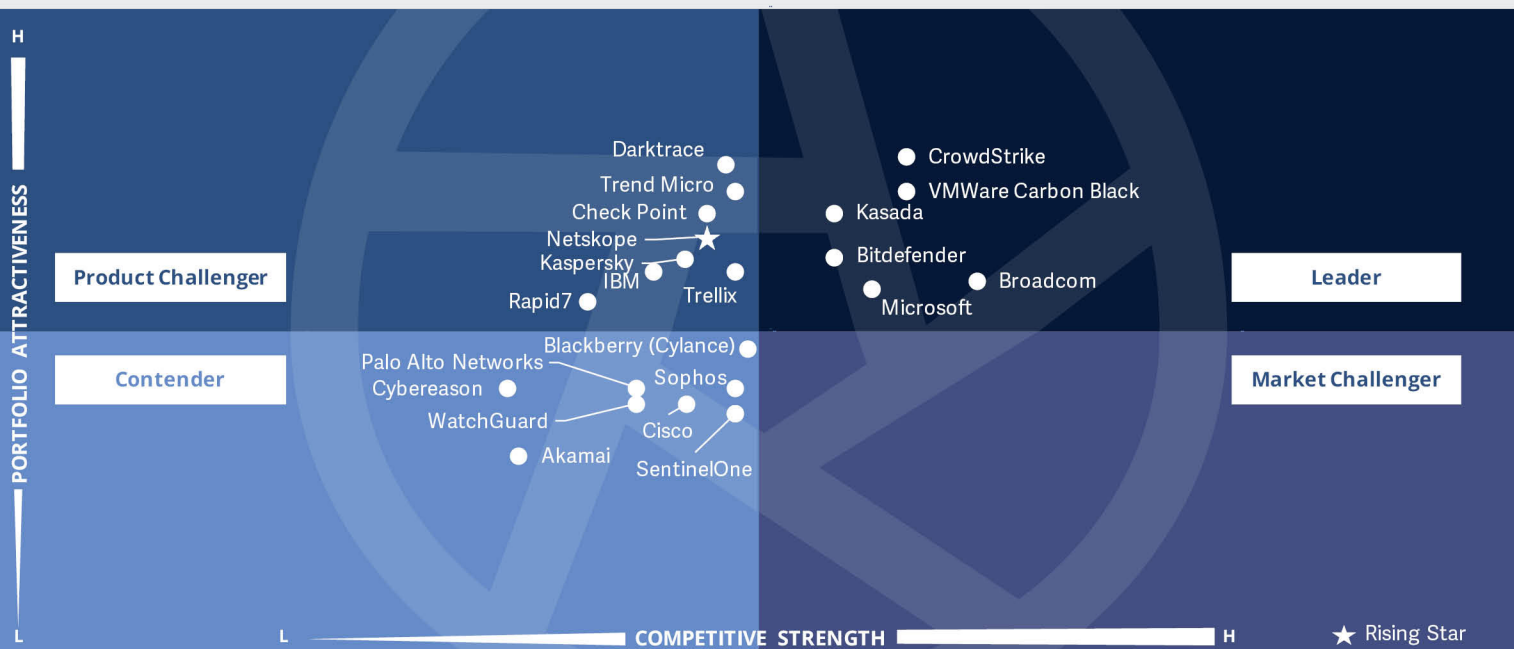 H
PORTFOLIO ATTRACTIVENESS
L
Product Challenger
Leader
Contender
Market Challenger
Darktrace
Trend Micro
Check Point
Netskope
Kaspersky
IBM
Trellix
Rapid7
CrowdStrike
VMWare Carbon Black
Kasada
Bitdefender
Broadcom
Microsoft
Blackberry (Cylance)
Palo Alto Networks
Sophos
Cybereason
WatchGuard
Cisco
Akamai
SentinelOne
L
COMPETITIVE STRENGTH
H
Rising Star